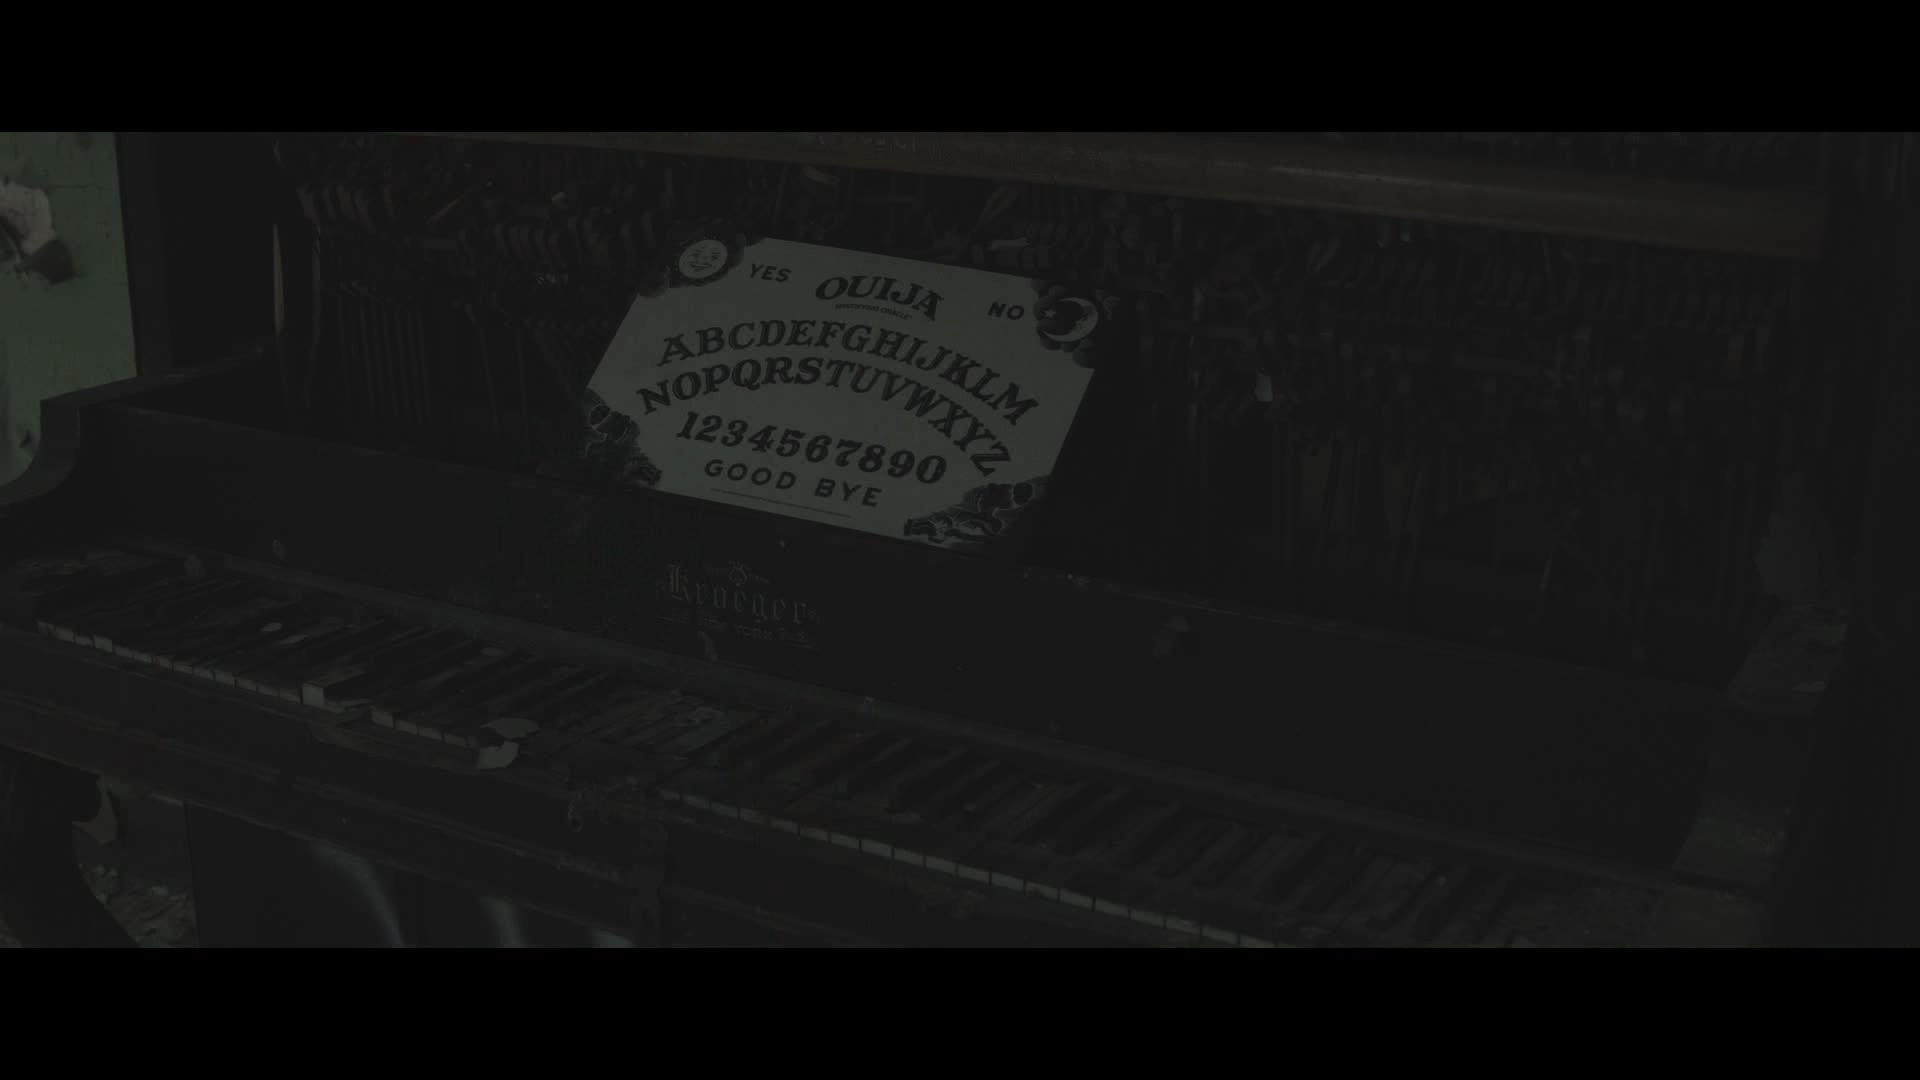 YES OUIJA NO
ABCDEFGHIJKLM
NOPQRSTUVWXYZ
1234567890
GOOD BYE
Kroeger